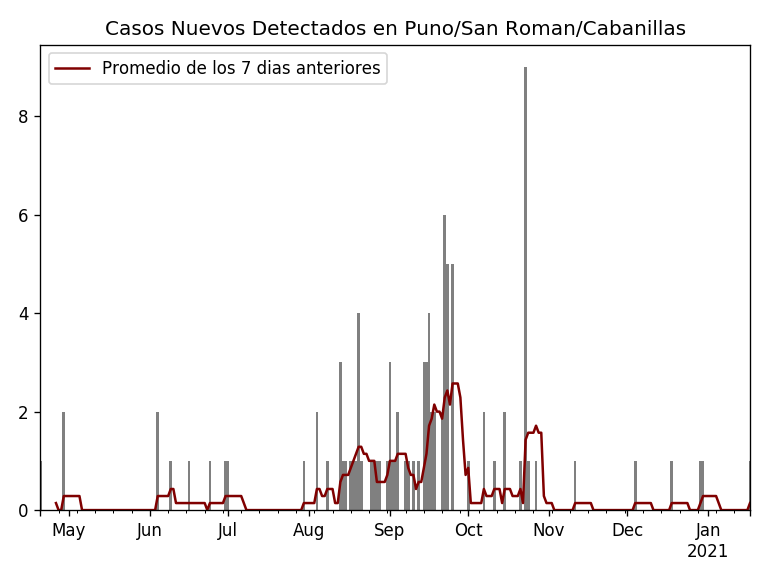 Casos Nuevos Detectados en Puno/San Roman/Cabanillas
Promedio de los 7 dias anteriores
8
6
4
2
0
May Jun Jul Aug Sep Oct Nov Dec Jan
2021